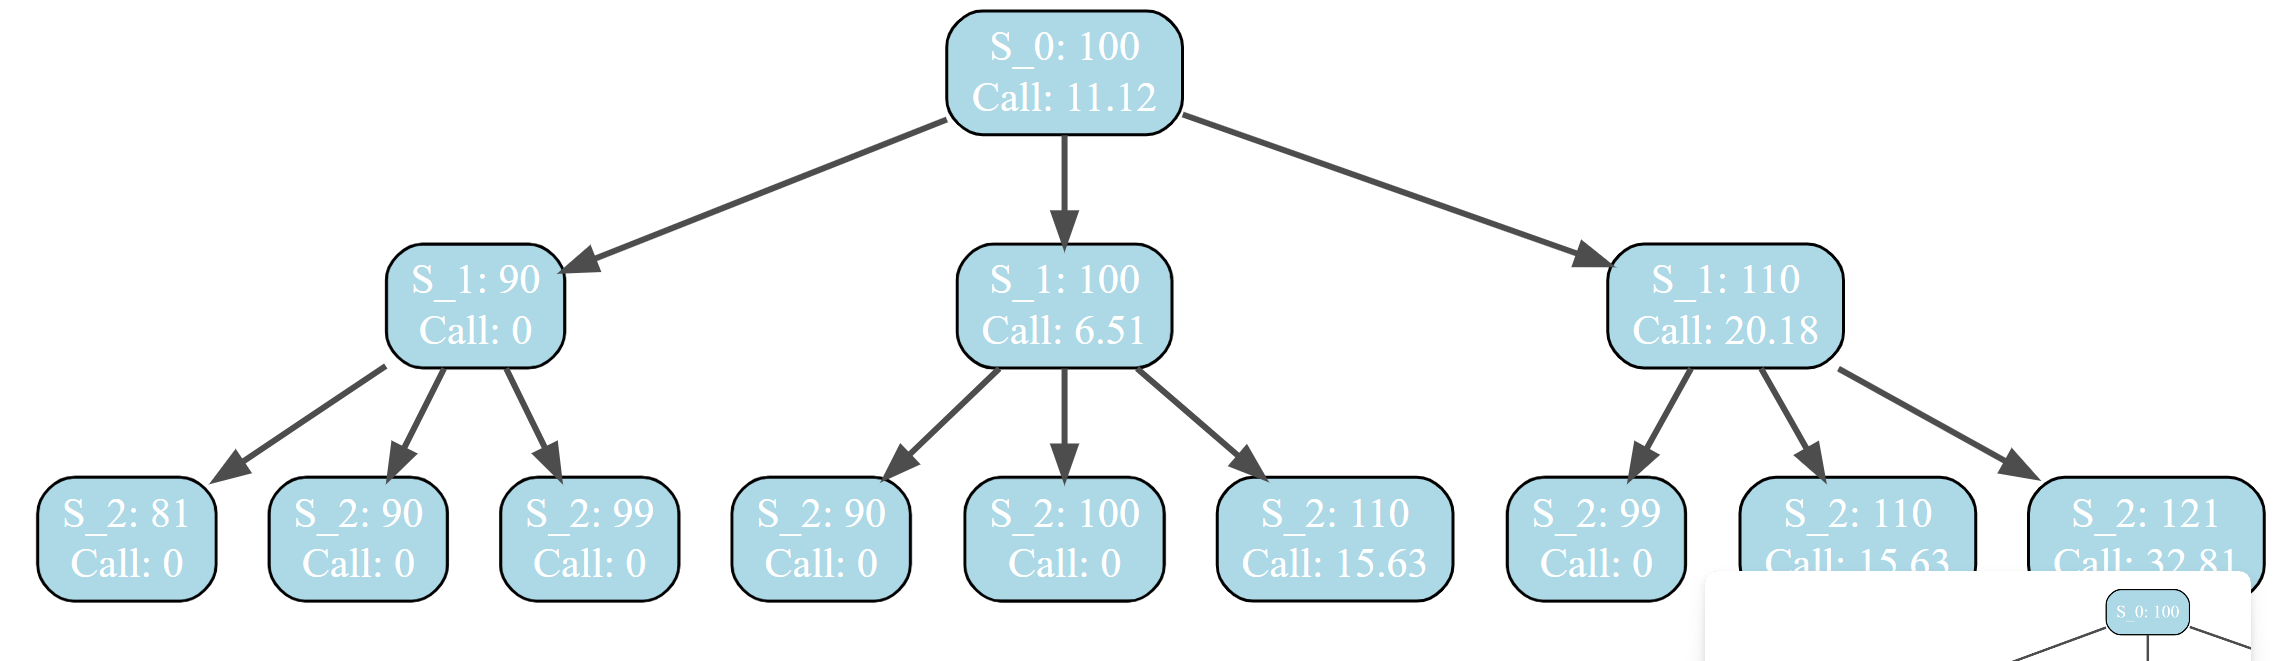 S_0: 100
Call: 11.12
S_1: 90
Call: 0
S_1: 100
Call: 6.51
S_1: 110
Call: 20.18
S_2: 81
Call: 0
S_2: 90
Call: 0
S_2: 99
Call: 0
S_2: 90
Call: 0
S_2: 100
Call: 0
S_2: 110
Call: 15.63
S_2: 99
Call: 0
S_2: 110
Call: 15.63
S_2: 121
Call: 32.81
S_0: 100